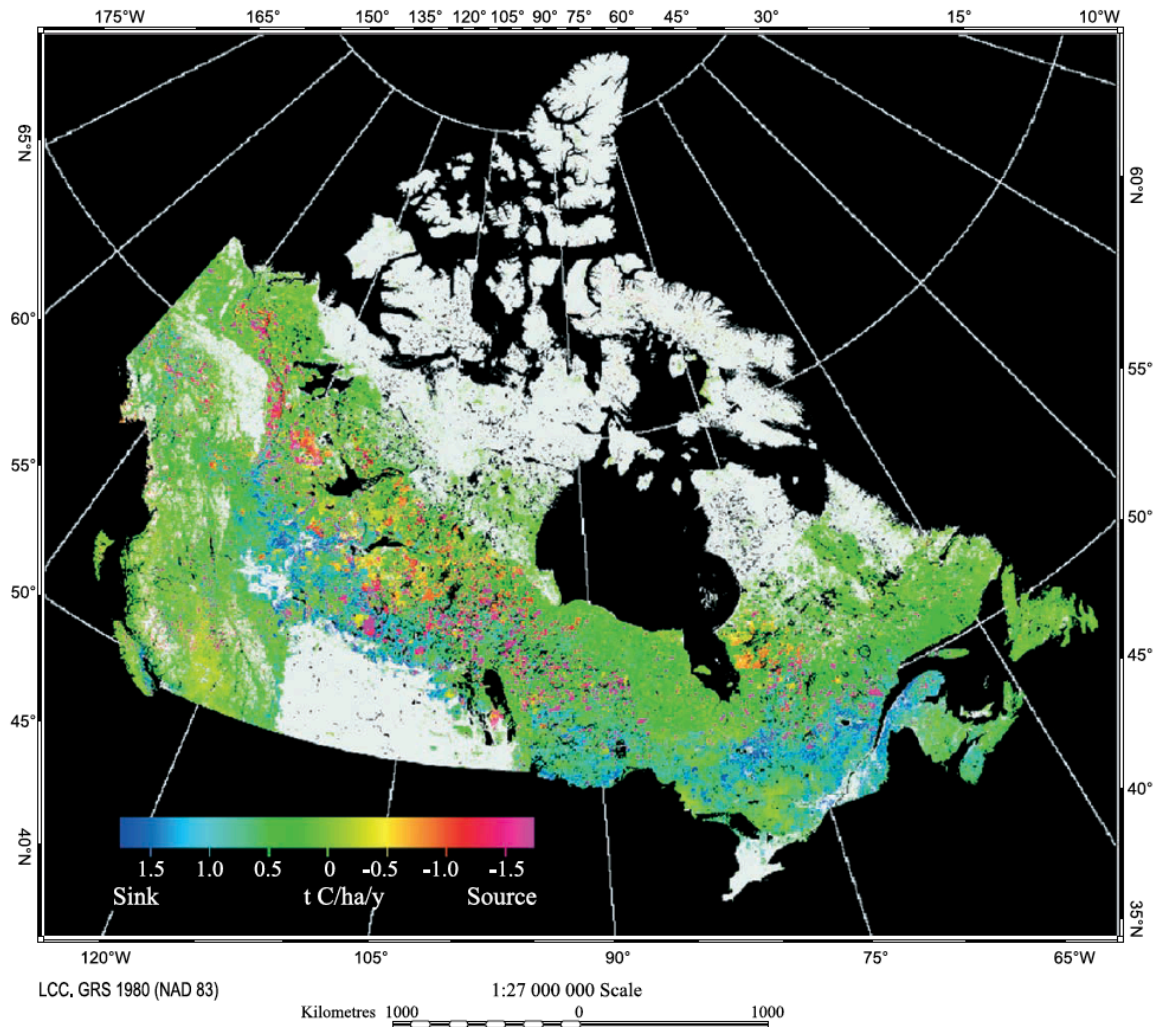 175°W 165° 150° 135° 120° 105° 90° 75° 60° 45° 30° 15° 10°W
65°N
60°N
60°
55°
55°
50°
50°
45°
45°
40°
40°N
35°N
1.5 1.0 0.5 0 -0.5 -1.0 -1.5
Sink t C/ha/y Source
120°W 105° 90° 75° 65°W
LCC, GRS 1980 (NAD 83) 1:27 000 000 Scale
Kilometres 1000 0 1000